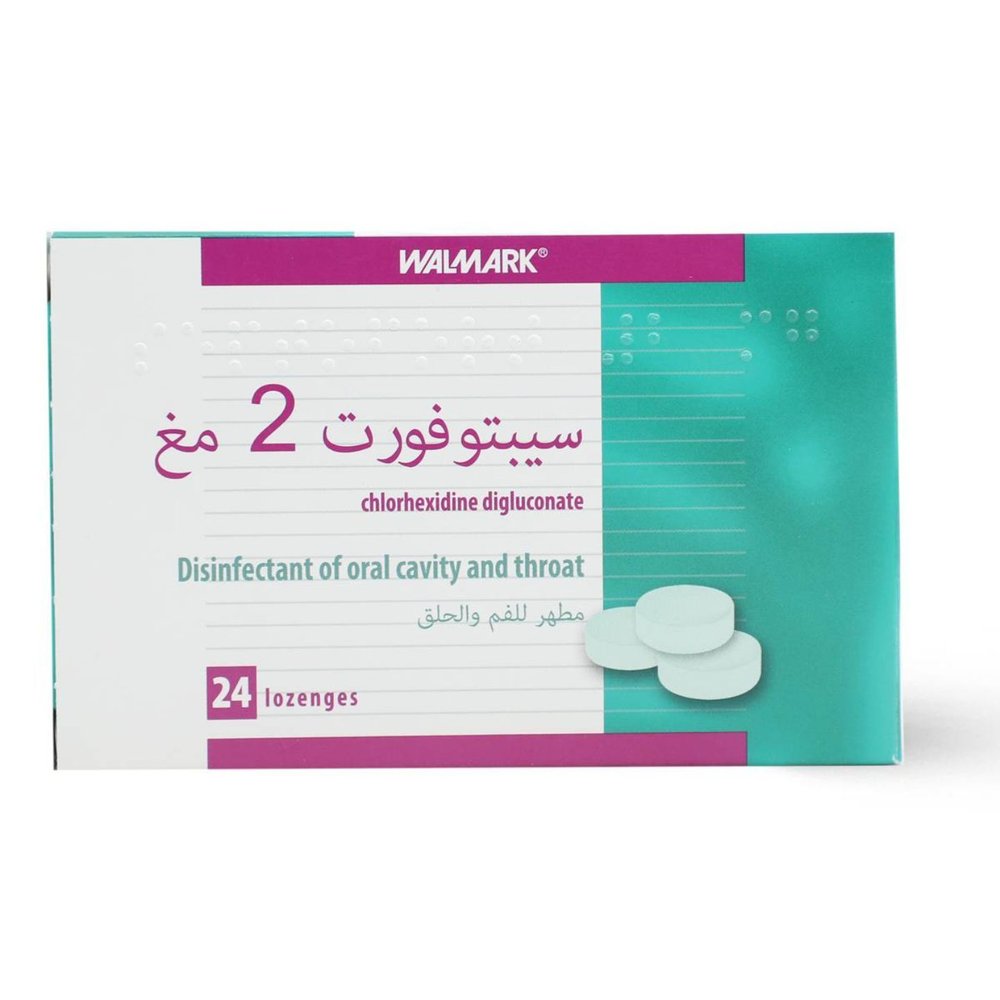 WALMARK®
سيبتوفورت 2 مغ
chlorhexidine digluconate
Disinfectant of oral cavity and throat
مطهر للفم والحلق
24 lozenges